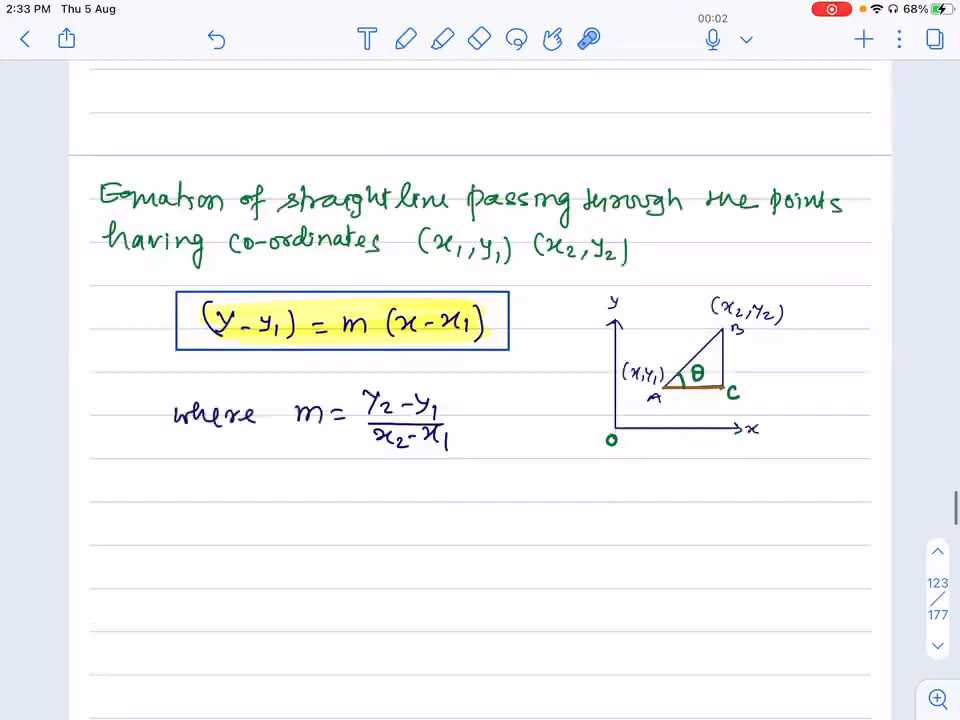 2:33 PM Thu 5 Aug
68%
00:02
T
Equation of straight line passing through the points
having co-ordinates (x₁, y₁) (x₂, y₂)
(y - y₁) = m (x - x₁)
where m = y₂ - y₁ / x₂ - x₁
y
(x₂, y₂)
B
(x, y₁)
θ
A
C
x
O
123
/
177